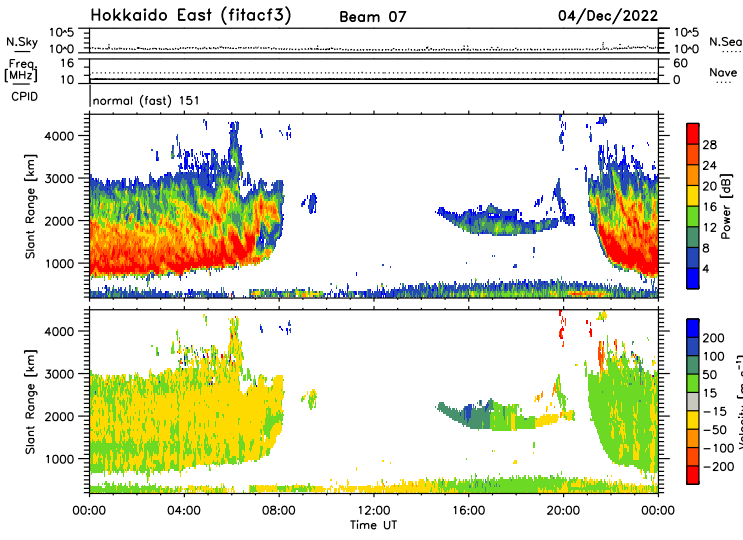 Hokkaido East (fitacf3) Beam 07 04/Dec/2022
N.Sky 10^5 10^0 10^5 10^0 N.Sea
Freq. [MHz] 16 10 60 0 Nave
CPID normal (fast) 151
Slant Range [km] 4000 3000 2000 1000
Power [dB] 28 24 20 16 12 8 4
Slant Range [km] 4000 3000 2000 1000
200 100 50 15 -15 -50 -100 -200
00:00 04:00 08:00 12:00 16:00 20:00 00:00
Time UT